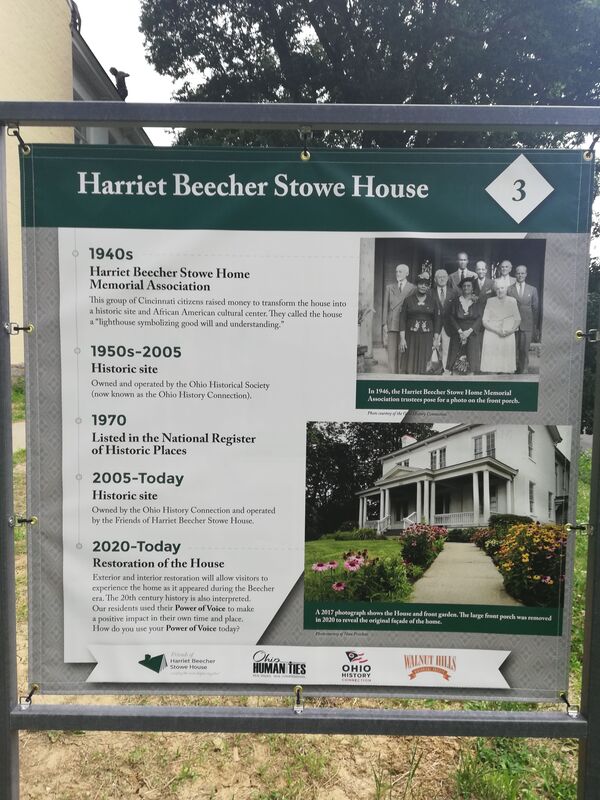 Harriet Beecher Stowe House
3
1940s
Harriet Beecher Stowe Home
Memorial Association
This group of Cincinnati citizens raised money to transform the house into
a historic site and African American cultural center. They called the house
a "lighthouse symbolizing good will and understanding."
1950s-2005
Historic site
Owned and operated by the Ohio Historical Society
(now known as the Ohio History Connection).
1970
Listed in the National Register
of Historic Places
2005-Today
Historic site
Owned by the Ohio History Connection and operated
by the Friends of Harriet Beecher Stowe House.
2020-Today
Restoration of the House
Exterior and interior restoration will allow visitors to
experience the home as it appeared during the Beecher
era. The 20th century history is also interpreted.
Our residents used their Power of Voice to make
a positive impact in their own time and place.
How do you use your Power of Voice today?
In 1946, the Harriet Beecher Stowe Home Memorial
Association trustees pose for a photo on the front porch.
Photo courtesy of the Ohio History Connection
A 2017 photograph shows the House and front garden. The large front porch was removed
in 2020 to reveal the original façade of the home.
Photo courtesy of
Friends of
Harriet Beecher
Stowe House
Ohio
HUMANITIES
OHIO
HISTORY
CONNECTION
WALNUT HILLS